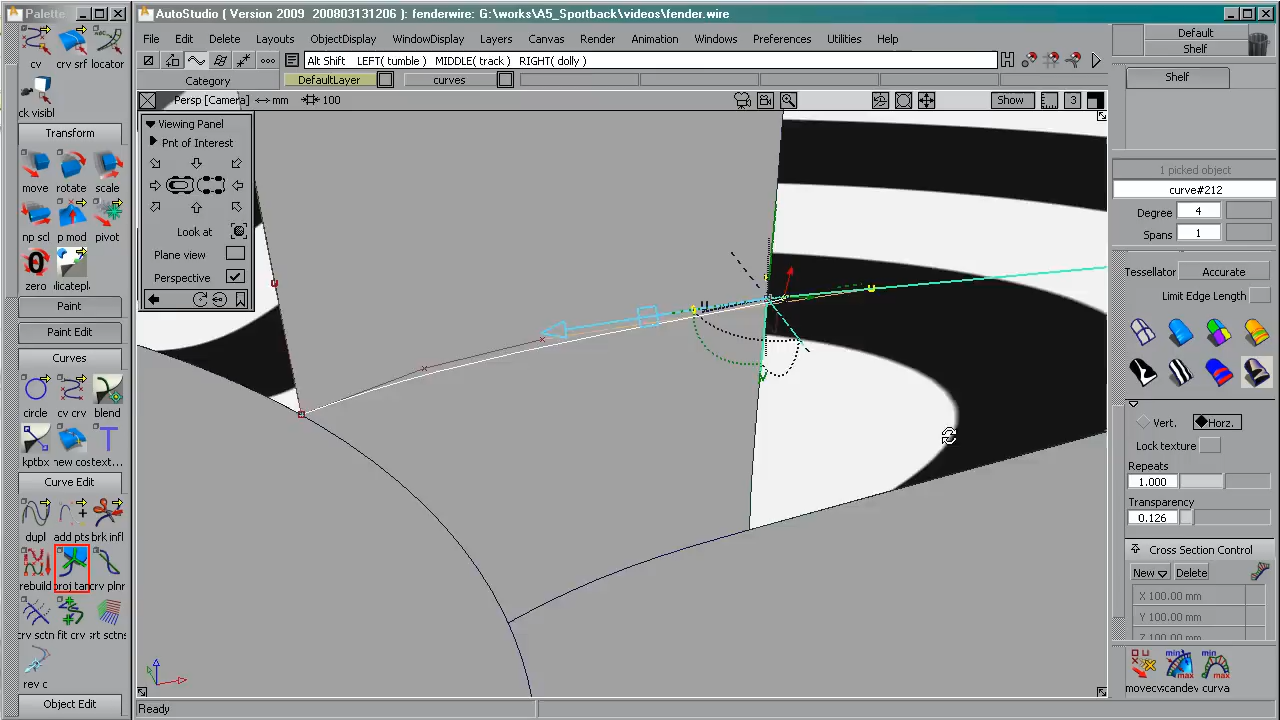 Palette
AutoStudio ( Version 2009 200803131206 ): fenderwire: G:\works\A5_Sportback\videos\fender.wire
File Edit Delete Layouts ObjectDisplay WindowDisplay Layers Canvas Render Animation Windows Preferences Utilities Help
Alt Shift LEFT( tumble ) MIDDLE( track ) RIGHT( dolly )
Category DefaultLayer curves
Persp [Camera] mm 100 Show 3
Default
Shelf
Shelf
cv crv srf locator
ck visibl
Transform
move rotate scale
np scl p mod pivot
zero licatepl
Paint
Paint Edit
Curves
circle cv crv blend
kptbx new cos text...
Curve Edit
dupl add pts brk infl
rebuild proj tan crv plnr
crv sctn fit crv srt sctns
rev c
Object Edit
Viewing Panel
Pnt of Interest
Look at
Plane view
Perspective
U
1 picked object
curve#212
Degree 4
Spans 1
Tessellator Accurate
Limit Edge Length
Vert. Horz.
Lock texture
Repeats
1.000
Transparency
0.126
Cross Section Control
New Delete
X 100.00 mm
Y 100.00 mm
Z 100.00 mm
movecv scandev curva
Ready